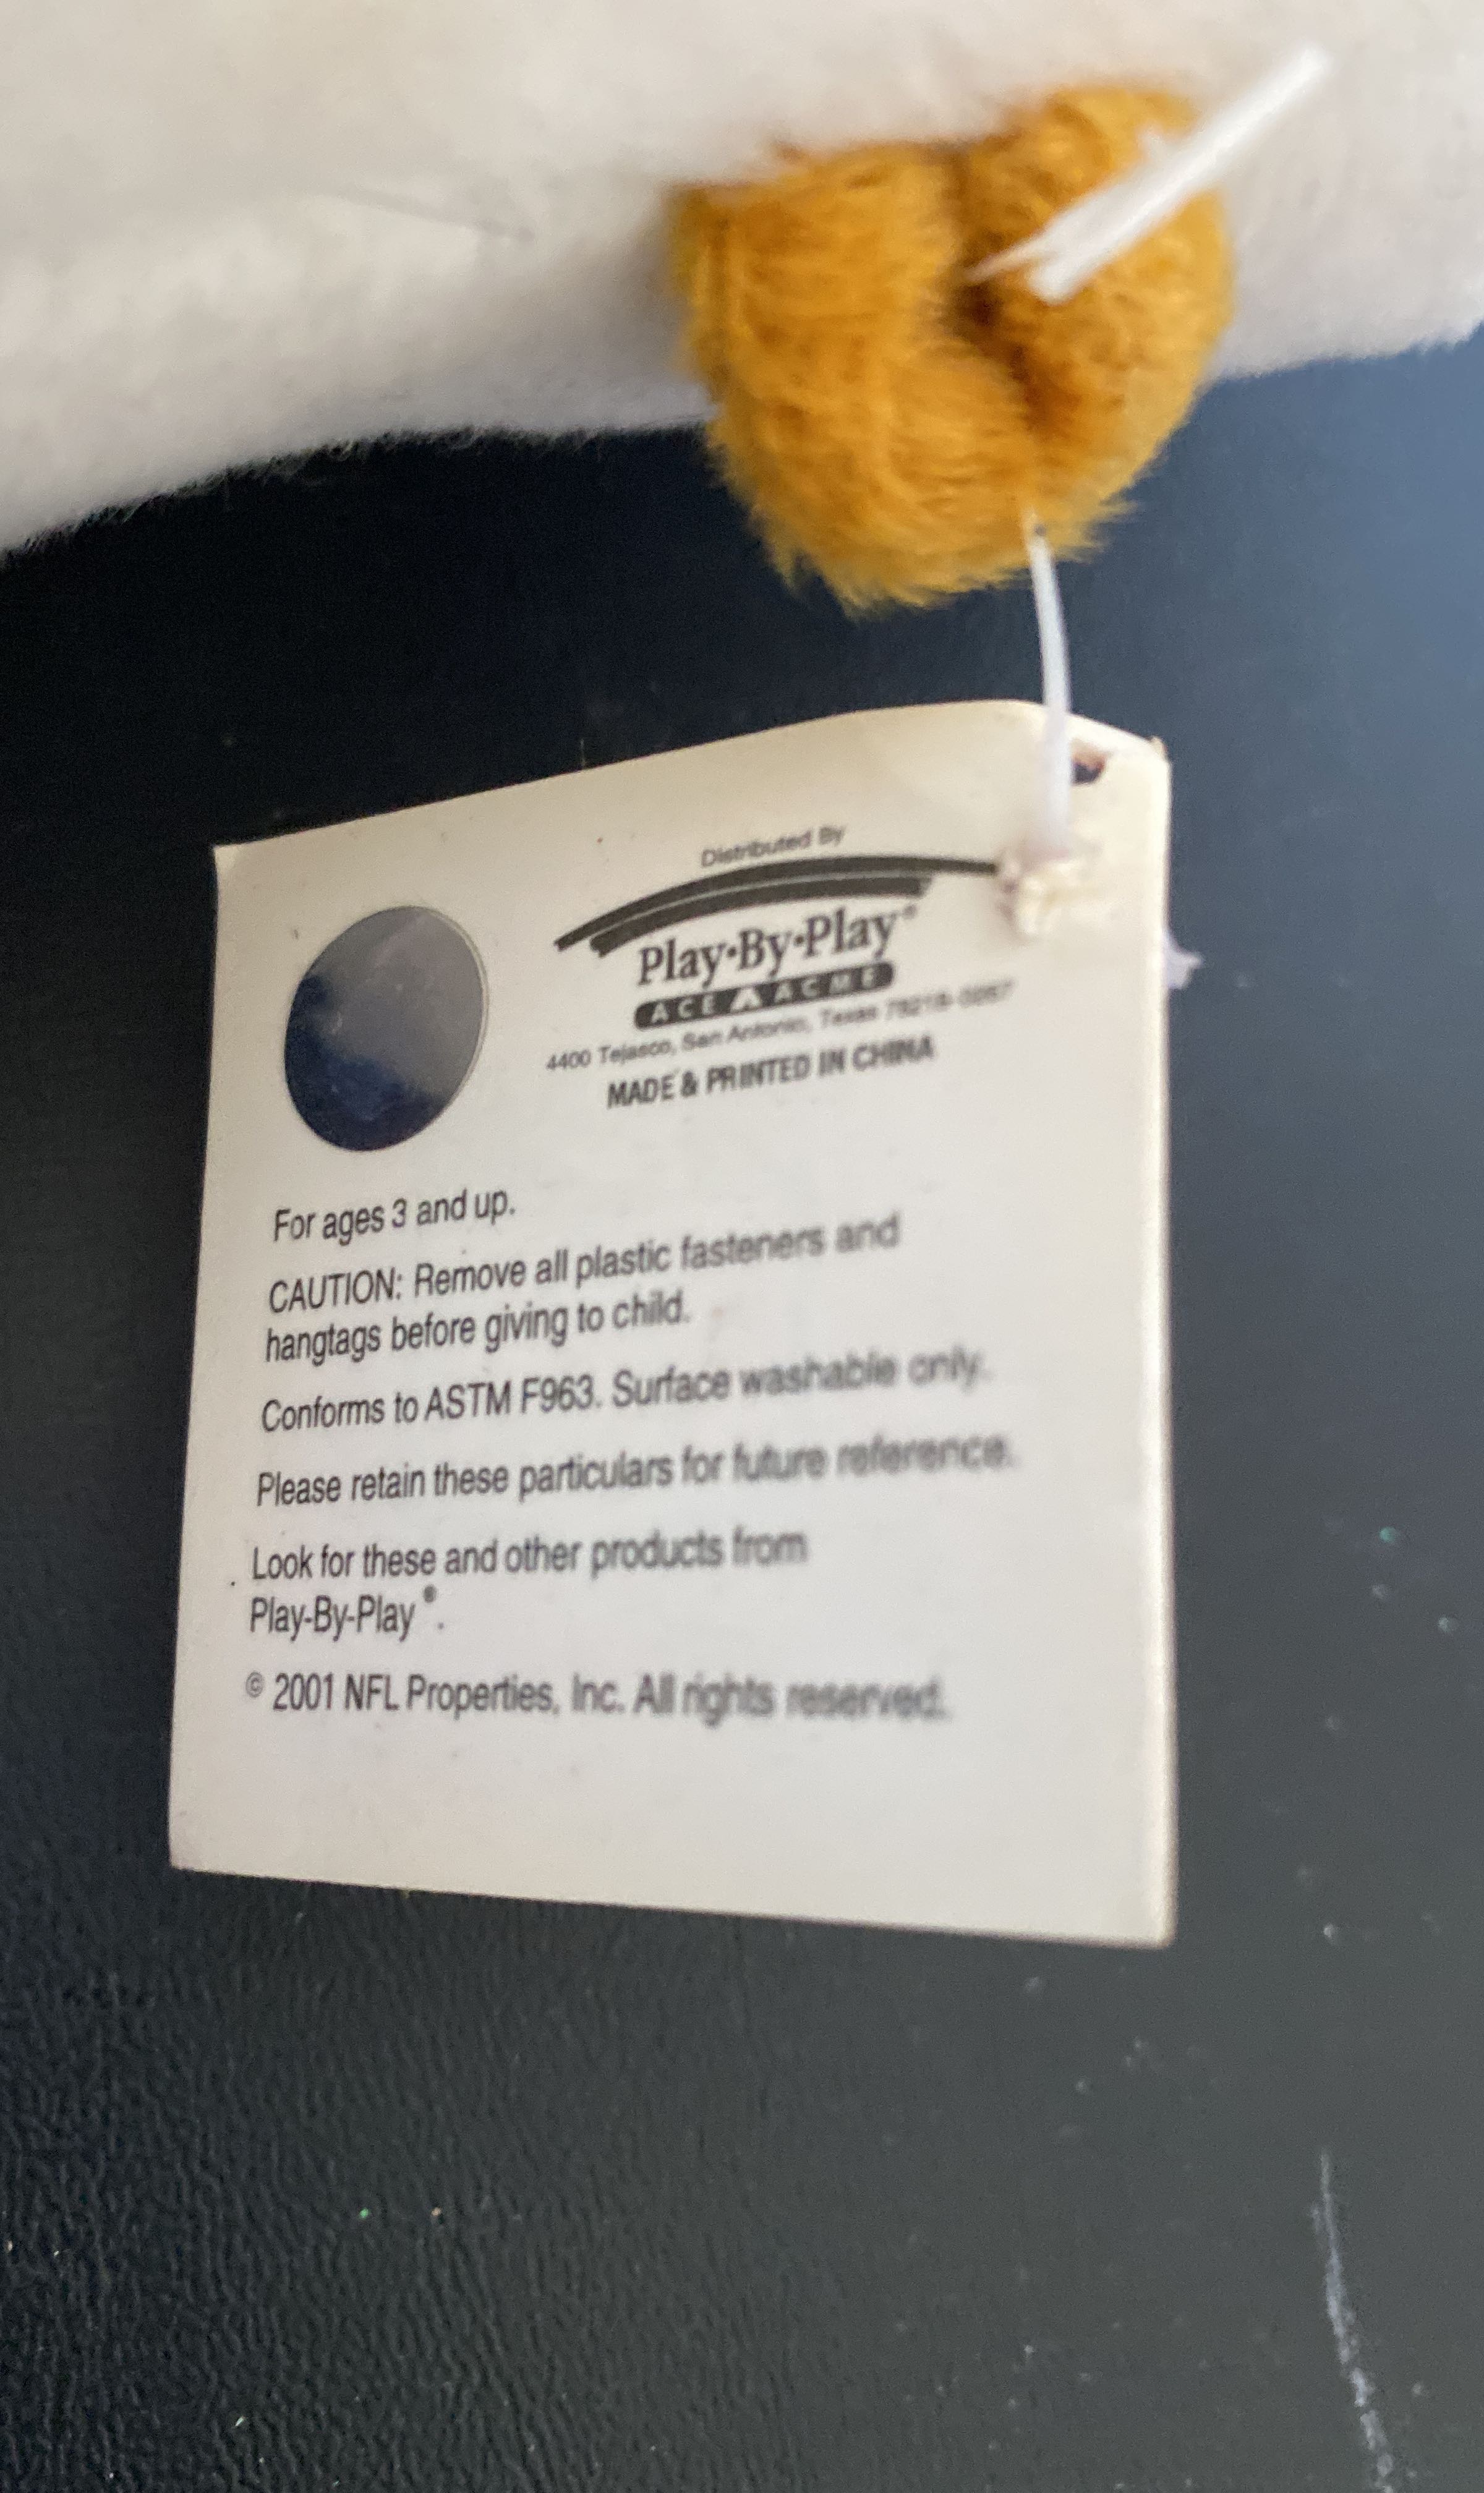 Distributed By
Play•By•Play®
ACE ACME
4400 Tejasco, San Antonio, Texas 78218-0267
MADE & PRINTED IN CHINA
For ages 3 and up.
CAUTION: Remove all plastic fasteners and
hangtags before giving to child.
Conforms to ASTM F963. Surface washable only.
Please retain these particulars for future reference.
Look for these and other products from
Play-By-Play®.
© 2001 NFL Properties, Inc. All rights reserved.